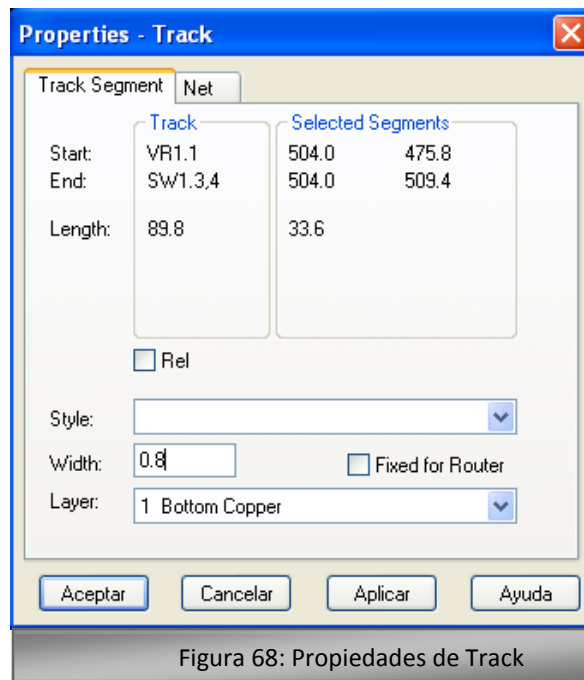 Properties - Track
Track Segment Net
Track Selected Segments
Start: VR1.1 504.0 475.8
End: SW1.3,4 504.0 509.4
Length: 89.8 33.6
Rel
Style:
Width: 0.8 Fixed for Router
Layer: 1 Bottom Copper
Aceptar Cancelar Aplicar Ayuda
Figura 68: Propiedades de Track